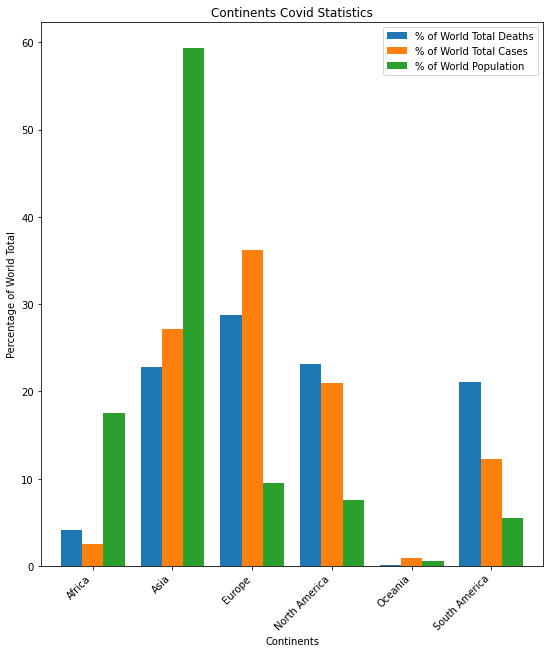 Continents Covid Statistics
% of World Total Deaths
% of World Total Cases
% of World Population
Percentage of World Total
60
50
40
30
20
10
0
Africa
Asia
Europe
North America
Oceania
South America
Continents